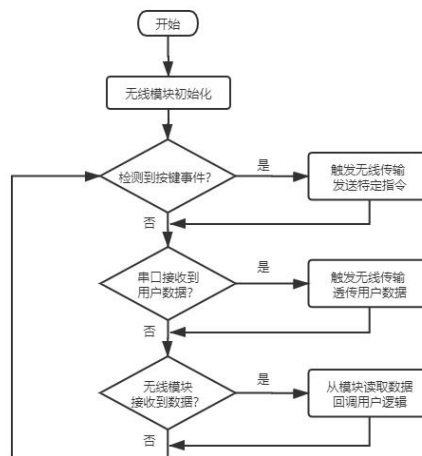 开始
无线模块初始化
检测到按键事件?
是
触发无线传输
发送特定指令
否
串口接收到
用户数据?
是
触发无线传输
透传用户数据
否
无线模块
接收到数据?
是
从模块读取数据
回调用户逻辑
否